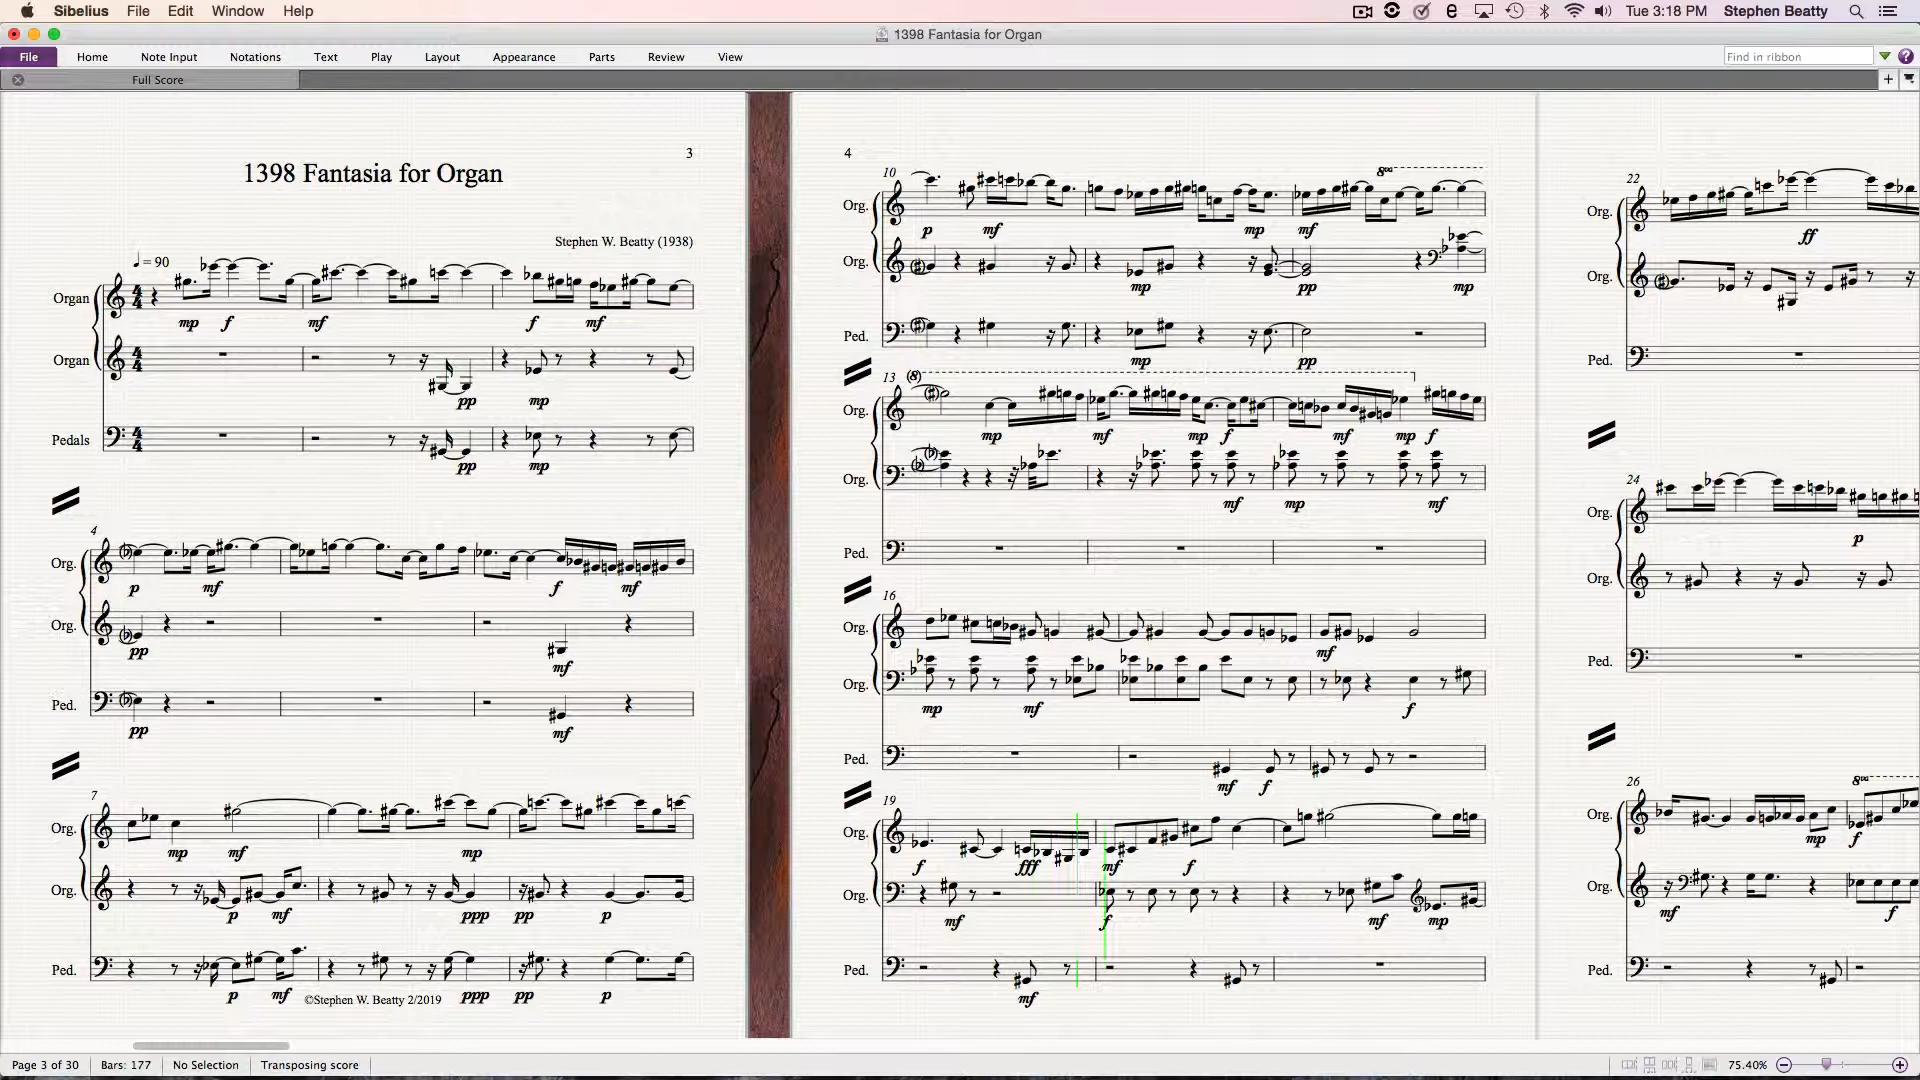 Sibelius File Edit Window Help Tue 3:18 PM Stephen Beatty
1398 Fantasia for Organ
File Home Note Input Notations Text Play Layout Appearance Parts Review View Find in ribbon
Full Score
3
1398 Fantasia for Organ
Stephen W. Beatty (1938)
= 90
Organ
mp f mf f mf
Organ
pp mp
Pedals
pp mp
4
Org.
p mf f mf
Org.
pp mf
Ped.
pp mf
7
Org.
mp mf mp
Org.
p mf ppp pp p
Ped.
p mf ppp pp p
©Stephen W. Beatty 2/2019
4
10
8va
Org.
p mf mp mf
Org.
mp pp mp
Ped.
mp pp
13
(8)
Org.
mp mf mp f mf mp f
Org.
mf mp mf
Ped.
16
Org.
mf
Org.
mp mf f
Ped.
mf f
19
Org.
f fff mf f
Org.
mf f mf mp
Ped.
mf
22
Org.
ff
Org.
Ped.
24
Org.
p
Org.
Ped.
26
8va
Org.
mp f
Org.
mf f
Ped.
Page 3 of 30 Bars: 177 No Selection Transposing score 75.40%